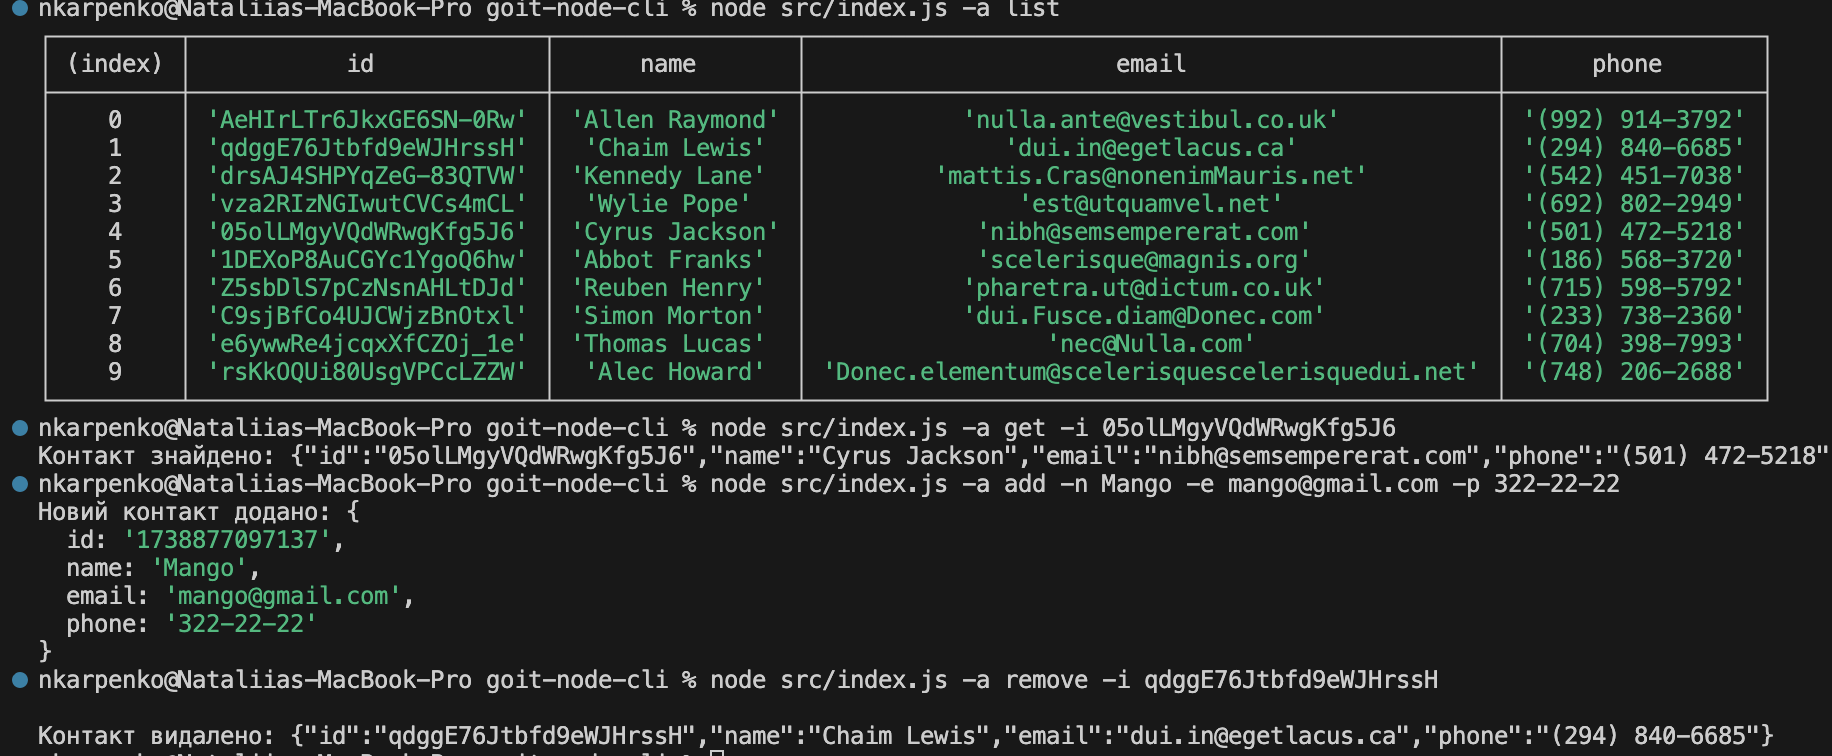 nkarpenko@Nataliias-MacBook-Pro goit-node-cli % node src/index.js -a list
(index) id name email phone
0 'AeHIrLTr6JkxGE6SN-0Rw' 'Allen Raymond' 'nulla.ante@vestibul.co.uk' '(992) 914-3792'
1 'qdggE76Jtbfd9eWJHrssH' 'Chaim Lewis' 'dui.in@egetlacus.ca' '(294) 840-6685'
2 'drsAJ4SHPYqZeG-83QTVW' 'Kennedy Lane' 'mattis.Cras@nonenimMauris.net' '(542) 451-7038'
3 'vza2RIzNGIwutCVCs4mCL' 'Wylie Pope' 'est@utquamvel.net' '(692) 802-2949'
4 '05olLMgyVQdWRwgKfg5J6' 'Cyrus Jackson' 'nibh@semsempererat.com' '(501) 472-5218'
5 '1DEXoP8AuCGYc1YgoQ6hw' 'Abbot Franks' 'scelerisque@magnis.org' '(186) 568-3720'
6 'Z5sbDlS7pCzNsnAHLtDJd' 'Reuben Henry' 'pharetra.ut@dictum.co.uk' '(715) 598-5792'
7 'C9sjBfCo4UJCWjzBnOtxl' 'Simon Morton' 'dui.Fusce.diam@Donec.com' '(233) 738-2360'
8 'e6ywwRe4jcqxXfCZOj_1e' 'Thomas Lucas' 'nec@Nulla.com' '(704) 398-7993'
9 'rsKkOQUi80UsgVPCcLZZW' 'Alec Howard' 'Donec.elementum@scelerisquescelerisquedui.net' '(748) 206-2688'
nkarpenko@Nataliias-MacBook-Pro goit-node-cli % node src/index.js -a get -i 05olLMgyVQdWRwgKfg5J6
Контакт знайдено: {"id":"05olLMgyVQdWRwgKfg5J6","name":"Cyrus Jackson","email":"nibh@semsempererat.com","phone":"(501) 472-5218"
nkarpenko@Nataliias-MacBook-Pro goit-node-cli % node src/index.js -a add -n Mango -e mango@gmail.com -p 322-22-22
Новий контакт додано: {
id: '1738877097137',
name: 'Mango',
email: 'mango@gmail.com',
phone: '322-22-22'
}
nkarpenko@Nataliias-MacBook-Pro goit-node-cli % node src/index.js -a remove -i qdggE76Jtbfd9eWJHrssH
Контакт видалено: {"id":"qdggE76Jtbfd9eWJHrssH","name":"Chaim Lewis","email":"dui.in@egetlacus.ca","phone":"(294) 840-6685"}